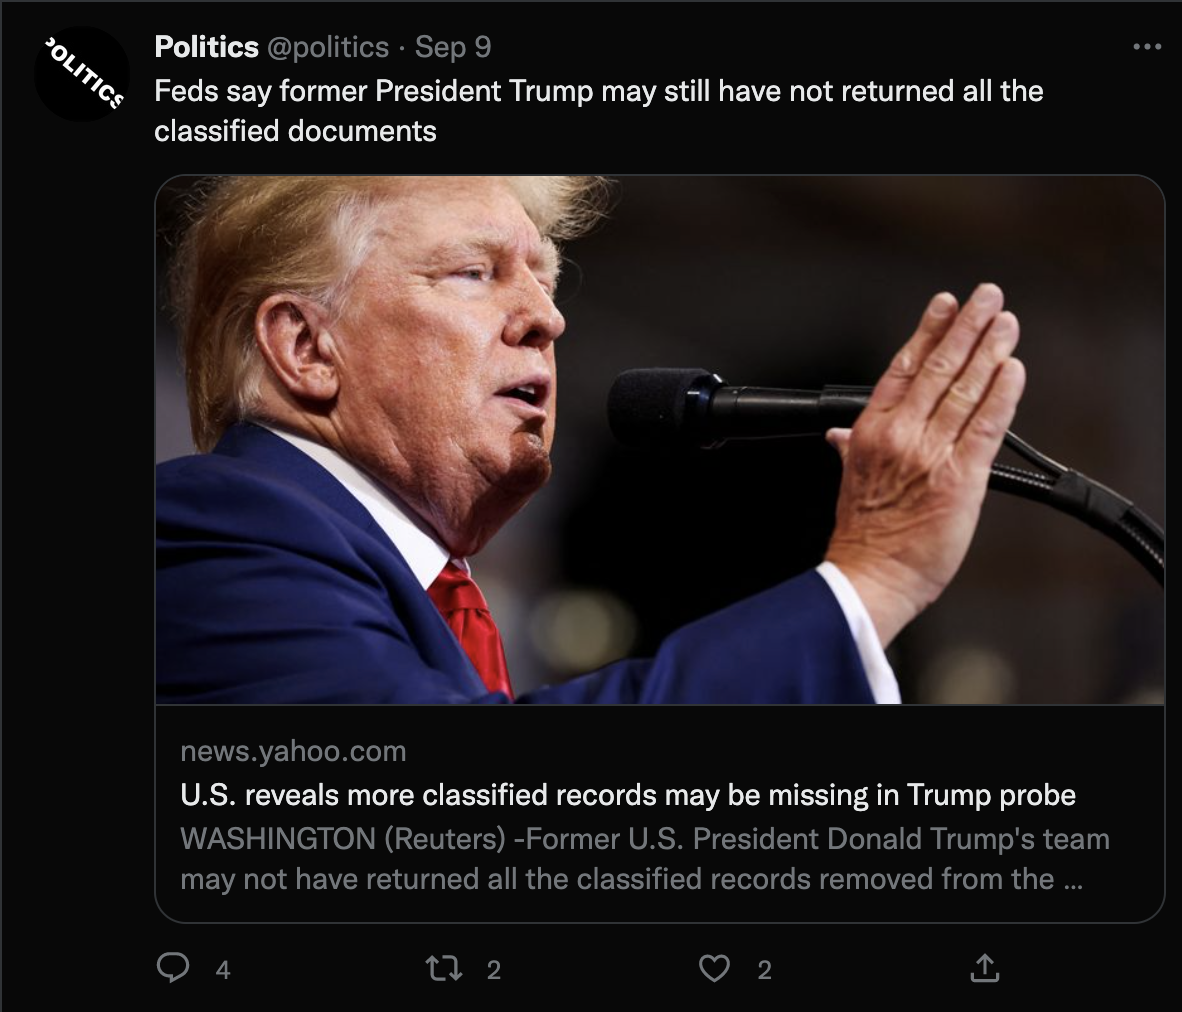 POLITICS
Politics @politics · Sep 9
Feds say former President Trump may still have not returned all the
classified documents
news.yahoo.com
U.S. reveals more classified records may be missing in Trump probe
WASHINGTON (Reuters) -Former U.S. President Donald Trump's team
may not have returned all the classified records removed from the ...
4 2 2